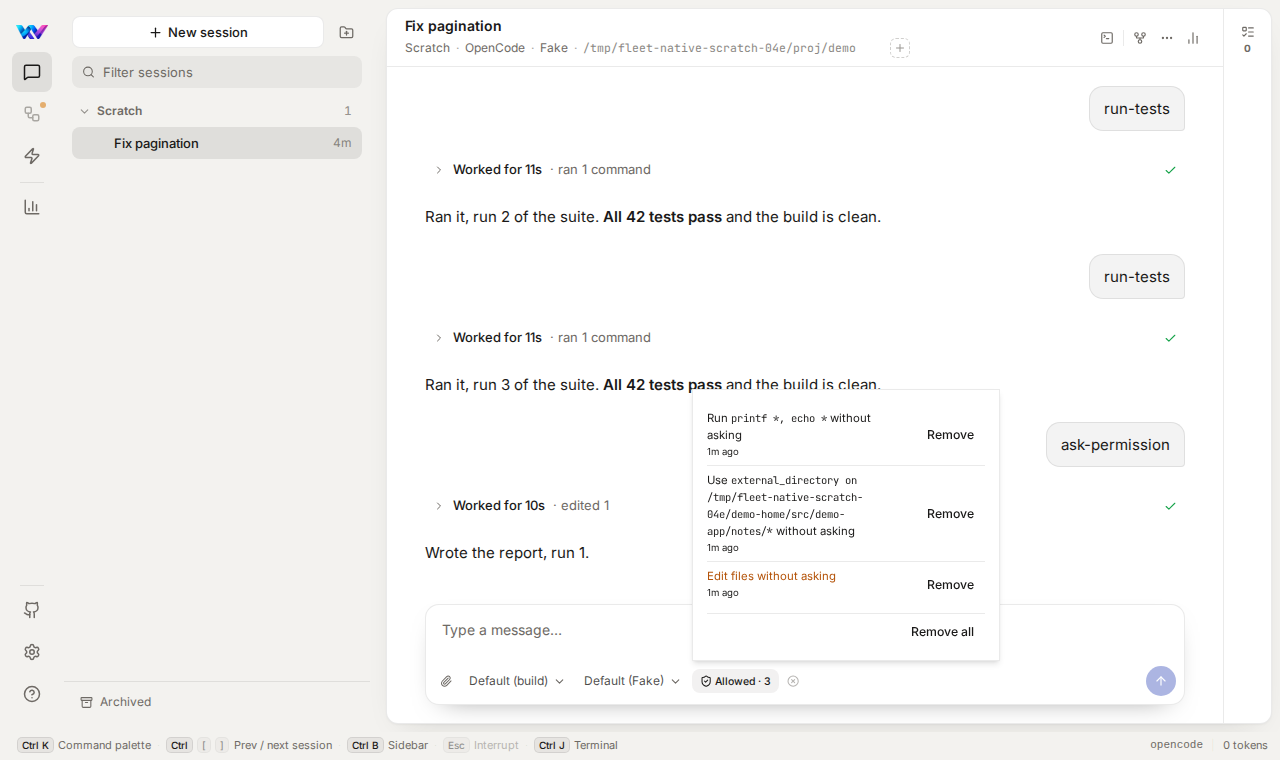 New session
Filter sessions
Scratch 1
Fix pagination 4m
Archived
Fix pagination
Scratch · OpenCode · Fake · /tmp/fleet-native-scratch-04e/proj/demo
0
run-tests
Worked for 11s · ran 1 command
Ran it, run 2 of the suite. All 42 tests pass and the build is clean.
run-tests
Worked for 11s · ran 1 command
Ran it, run 3 of the suite. All 42 tests pass and the build is clean.
ask-permission
Worked for 10s · edited 1
Wrote the report, run 1.
Run printf *, echo * without
asking
1m ago
Remove
Use external_directory on
/tmp/fleet-native-scratch-
04e/demo-home/src/demo-
app/notes/* without asking
1m ago
Remove
Edit files without asking
1m ago
Remove
Remove all
Type a message...
Default (build) Default (Fake) Allowed · 3
Ctrl K Command palette Ctrl [ ] Prev / next session Ctrl B Sidebar Esc Interrupt Ctrl J Terminal opencode 0 tokens